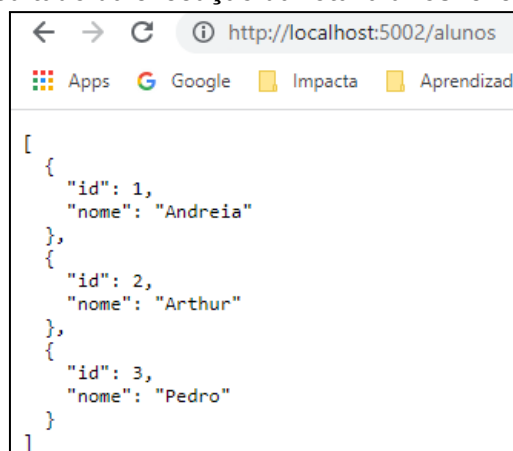 http://localhost:5002/alunos
Apps Google Impacta Aprendizad
[
  {
    "id": 1,
    "nome": "Andreia"
  },
  {
    "id": 2,
    "nome": "Arthur"
  },
  {
    "id": 3,
    "nome": "Pedro"
  }
]